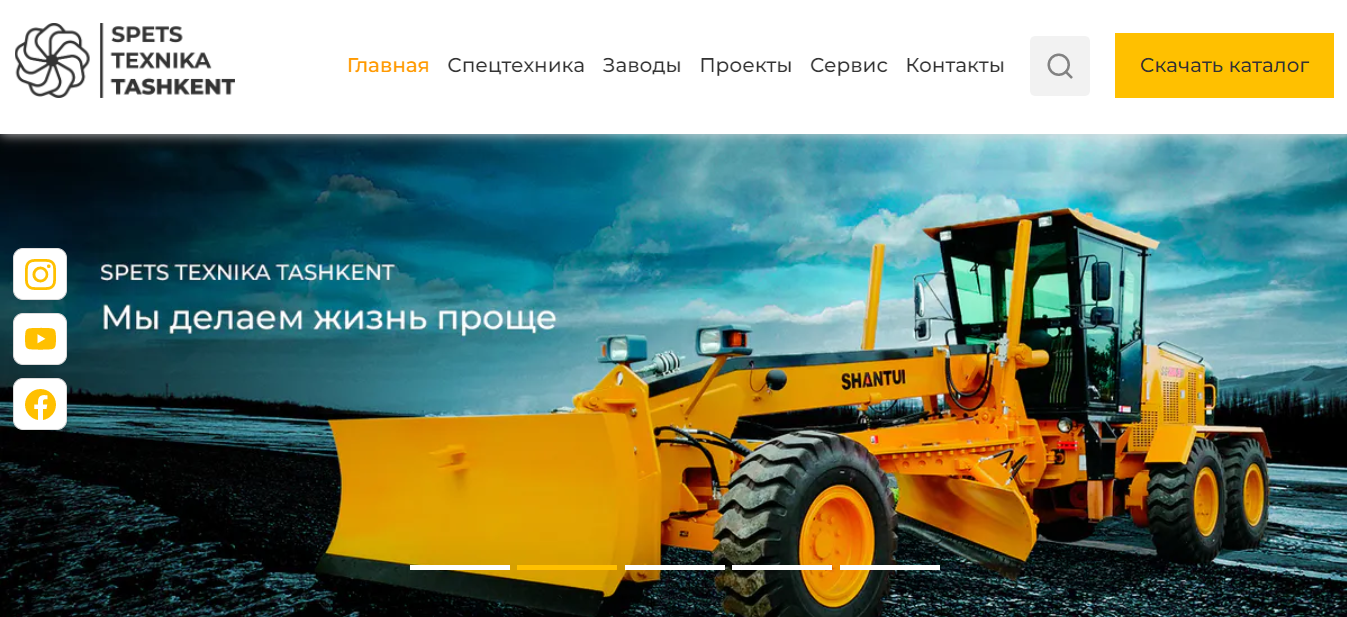 SPETS
TEXNIKA
TASHKENT
Главная Спецтехника Заводы Проекты Сервис Контакты
Скачать каталог
SPETS TEXNIKA TASHKENT
Мы делаем жизнь проще
SHANTUI